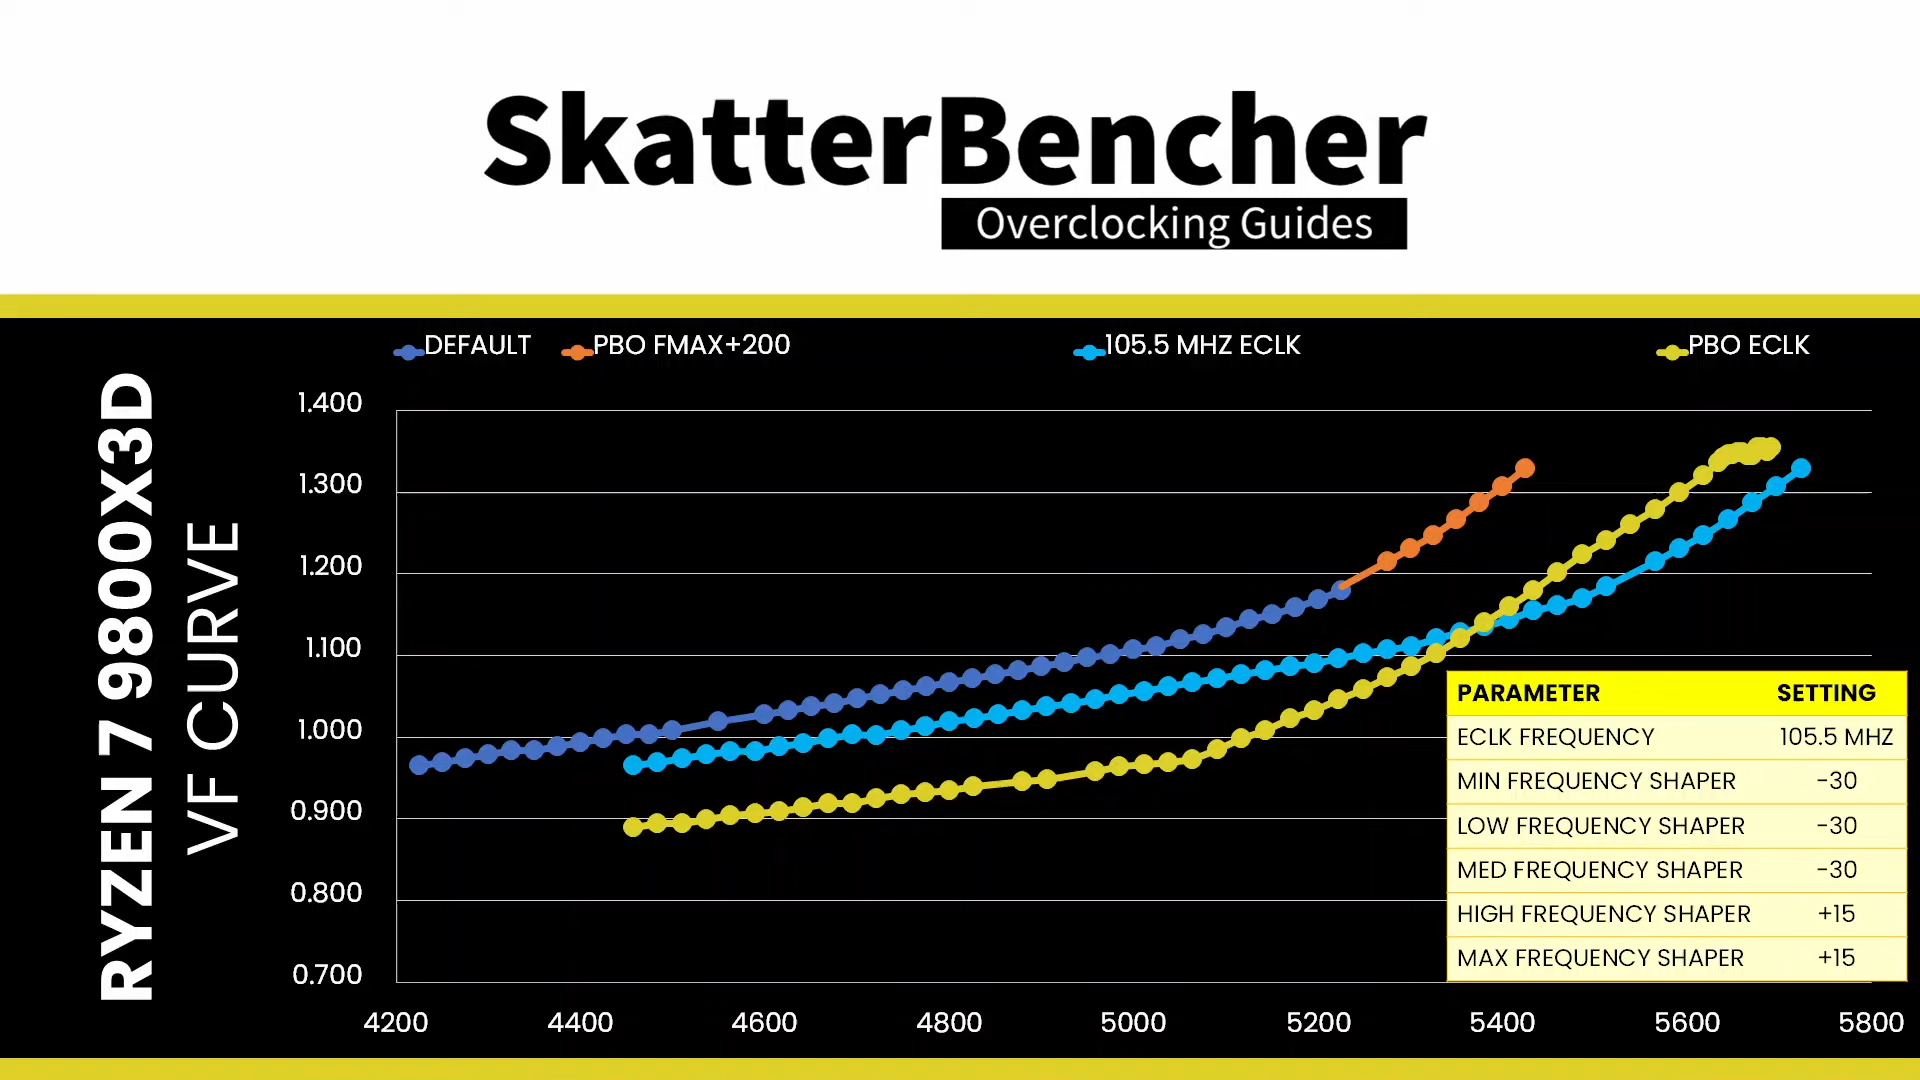 SkatterBencher
Overclocking Guides
DEFAULT
PBO FMAX+200
105.5 MHZ ECLK
PBO ECLK
RYZEN 7 9800X3D
VF CURVE
1.400
1.300
1.200
1.100
1.000
0.900
0.800
0.700
4200 4400 4600 4800 5000 5200 5400 5600 5800
PARAMETER SETTING
ECLK FREQUENCY 105.5 MHZ
MIN FREQUENCY SHAPER -30
LOW FREQUENCY SHAPER -30
MED FREQUENCY SHAPER -30
HIGH FREQUENCY SHAPER +15
MAX FREQUENCY SHAPER +15